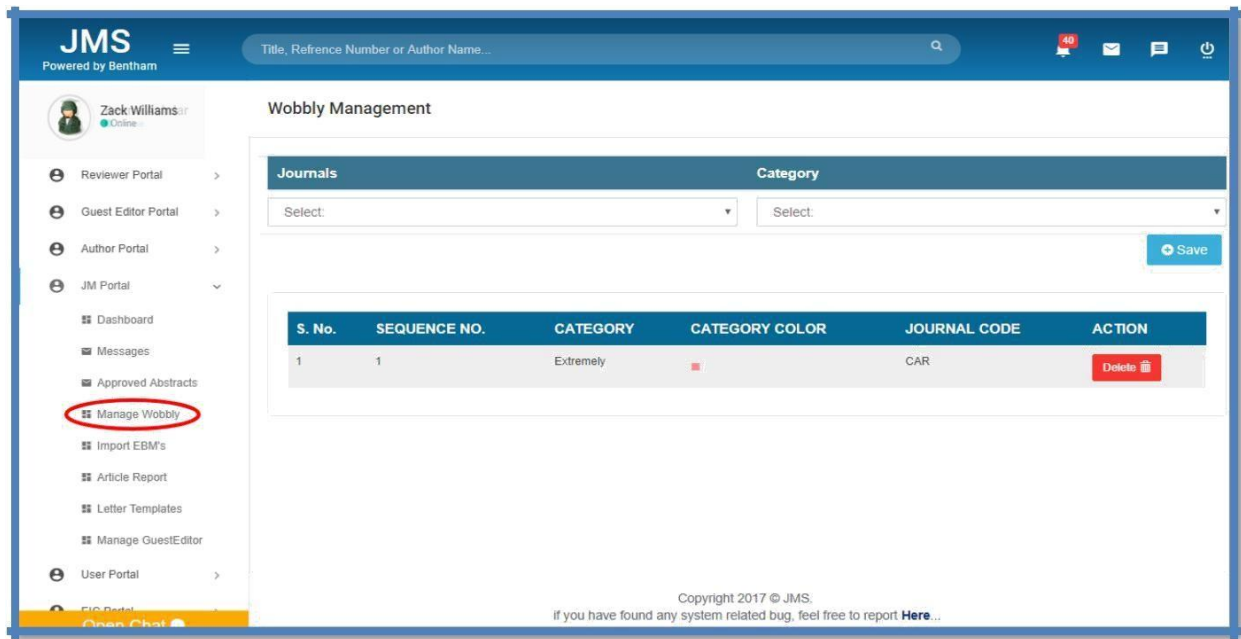 JMS
Powered by Bentham
Title, Refrence Number or Author Name...
40
Zack Williams
Online
Wobbly Management
Reviewer Portal
Guest Editor Portal
Author Portal
JM Portal
Dashboard
Messages
Approved Abstracts
Manage Wobbly
Import EBM's
Article Report
Letter Templates
Manage GuestEditor
User Portal
Open Chat
Journals Category
Select: Select:
Save
S. No. SEQUENCE NO. CATEGORY CATEGORY COLOR JOURNAL CODE ACTION
1 1 Extremely CAR Delete
Copyright 2017 © JMS.
if you have found any system related bug, feel free to report Here...